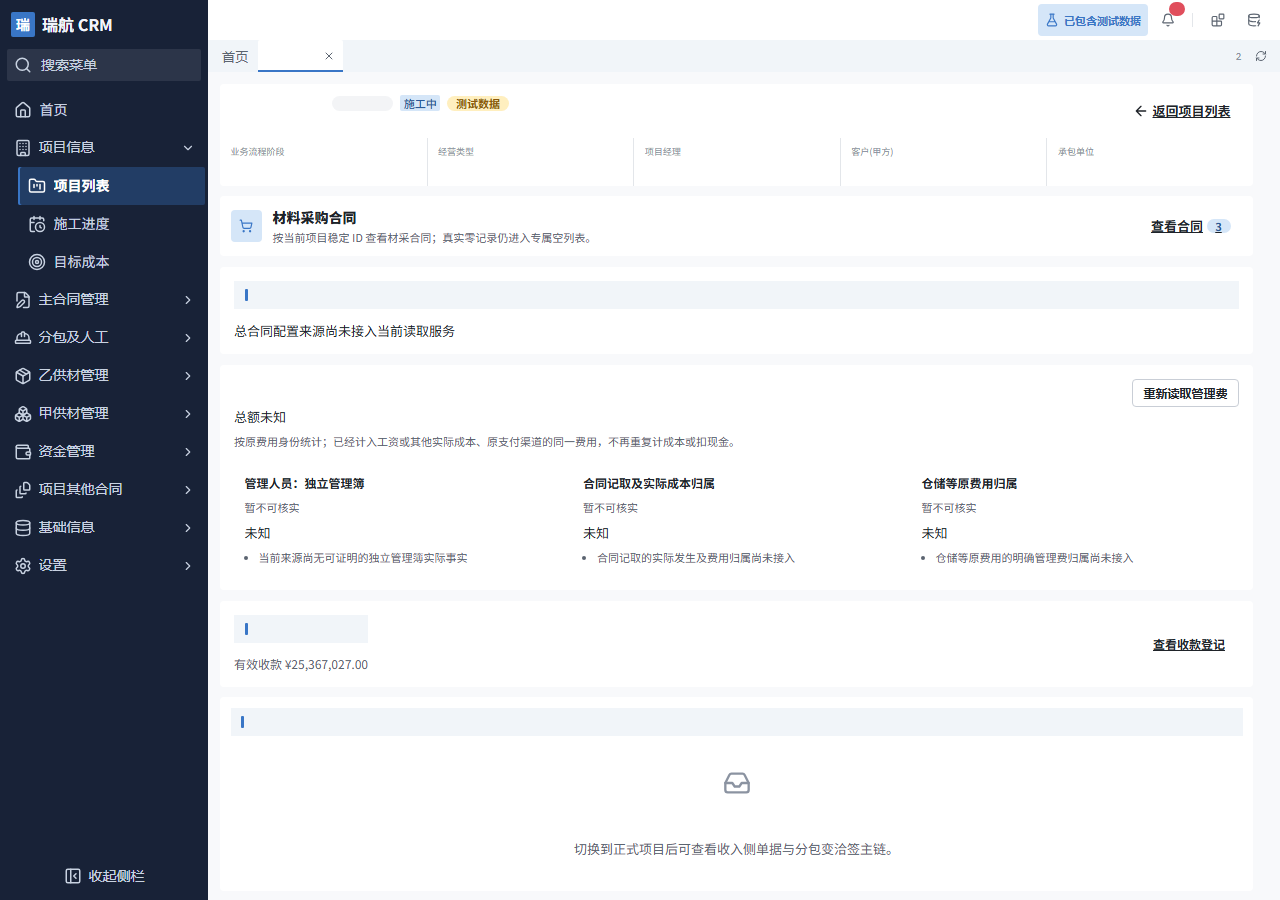 瑞 瑞航 CRM
搜索菜单
首页
项目信息
项目列表
施工进度
目标成本
主合同管理
分包及人工
乙供材管理
甲供材管理
资金管理
项目其他合同
基础信息
设置
收起侧栏
已包含测试数据
首页
2
施工中 测试数据
返回项目列表
业务流程阶段 经营类型 项目经理 客户(甲方) 承包单位
材料采购合同
按当前项目稳定 ID 查看材采合同；真实零记录仍进入专属空列表。
查看合同 3
总合同配置来源尚未接入当前读取服务
重新读取管理费
总额未知
按原费用身份统计；已经计入工资或其他实际成本、原支付渠道的同一费用，不再重复计成本或扣现金。
管理人员：独立管理簿 合同记取及实际成本归属 仓储等原费用归属
暂不可核实 暂不可核实 暂不可核实
未知 未知 未知
当前来源尚无可证明的独立管理簿实际事实 合同记取的实际发生及费用归属尚未接入 仓储等原费用的明确管理费归属尚未接入
查看收款登记
有效收款 ¥25,367,027.00
切换到正式项目后可查看收入侧单据与分包变洽签主链。